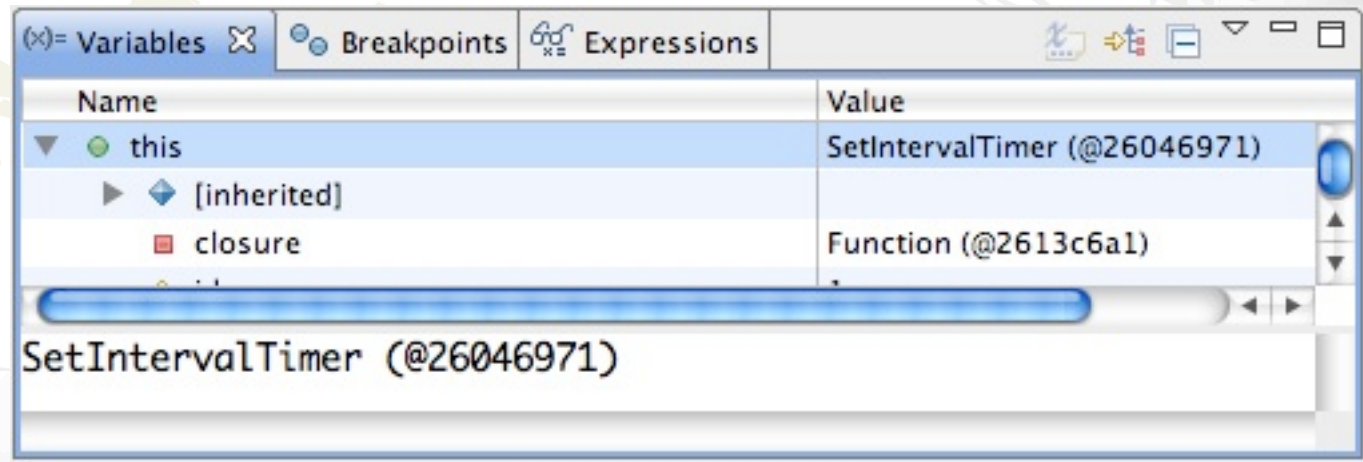 (x)= Variables Breakpoints Expressions
Name Value
this SetIntervalTimer (@26046971)
[inherited]
closure Function (@2613c6a1)
SetIntervalTimer (@26046971)